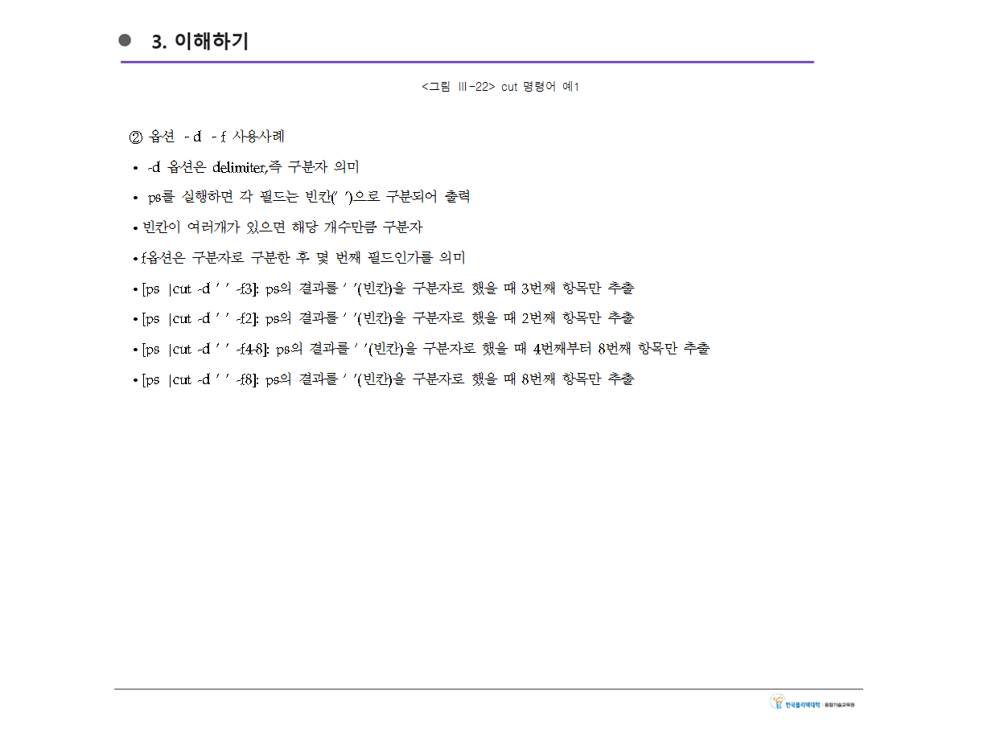 ● 3. 이해하기
<그림 Ⅲ-22> cut 명령어 예1
② 옵션 -d -f 사용사례
• -d 옵션은 delimiter,즉 구분자 의미
• ps를 실행하면 각 필드는 빈칸(' ')으로 구분되어 출력
• 빈칸이 여러개가 있으면 해당 개수만큼 구분자
• f옵션은 구분자로 구분한 후 몇 번째 필드인가를 의미
• [ps |cut -d ' ' -f3]: ps의 결과를 ' '(빈칸)을 구분자로 했을 때 3번째 항목만 추출
• [ps |cut -d ' ' -f2]: ps의 결과를 ' '(빈칸)을 구분자로 했을 때 2번째 항목만 추출
• [ps |cut -d ' ' -f4-8]: ps의 결과를 ' '(빈칸)을 구분자로 했을 때 4번째부터 8번째 항목만 추출
• [ps |cut -d ' ' -f8]: ps의 결과를 ' '(빈칸)을 구분자로 했을 때 8번째 항목만 추출
한국폴리텍대학 | 융합기술교육원